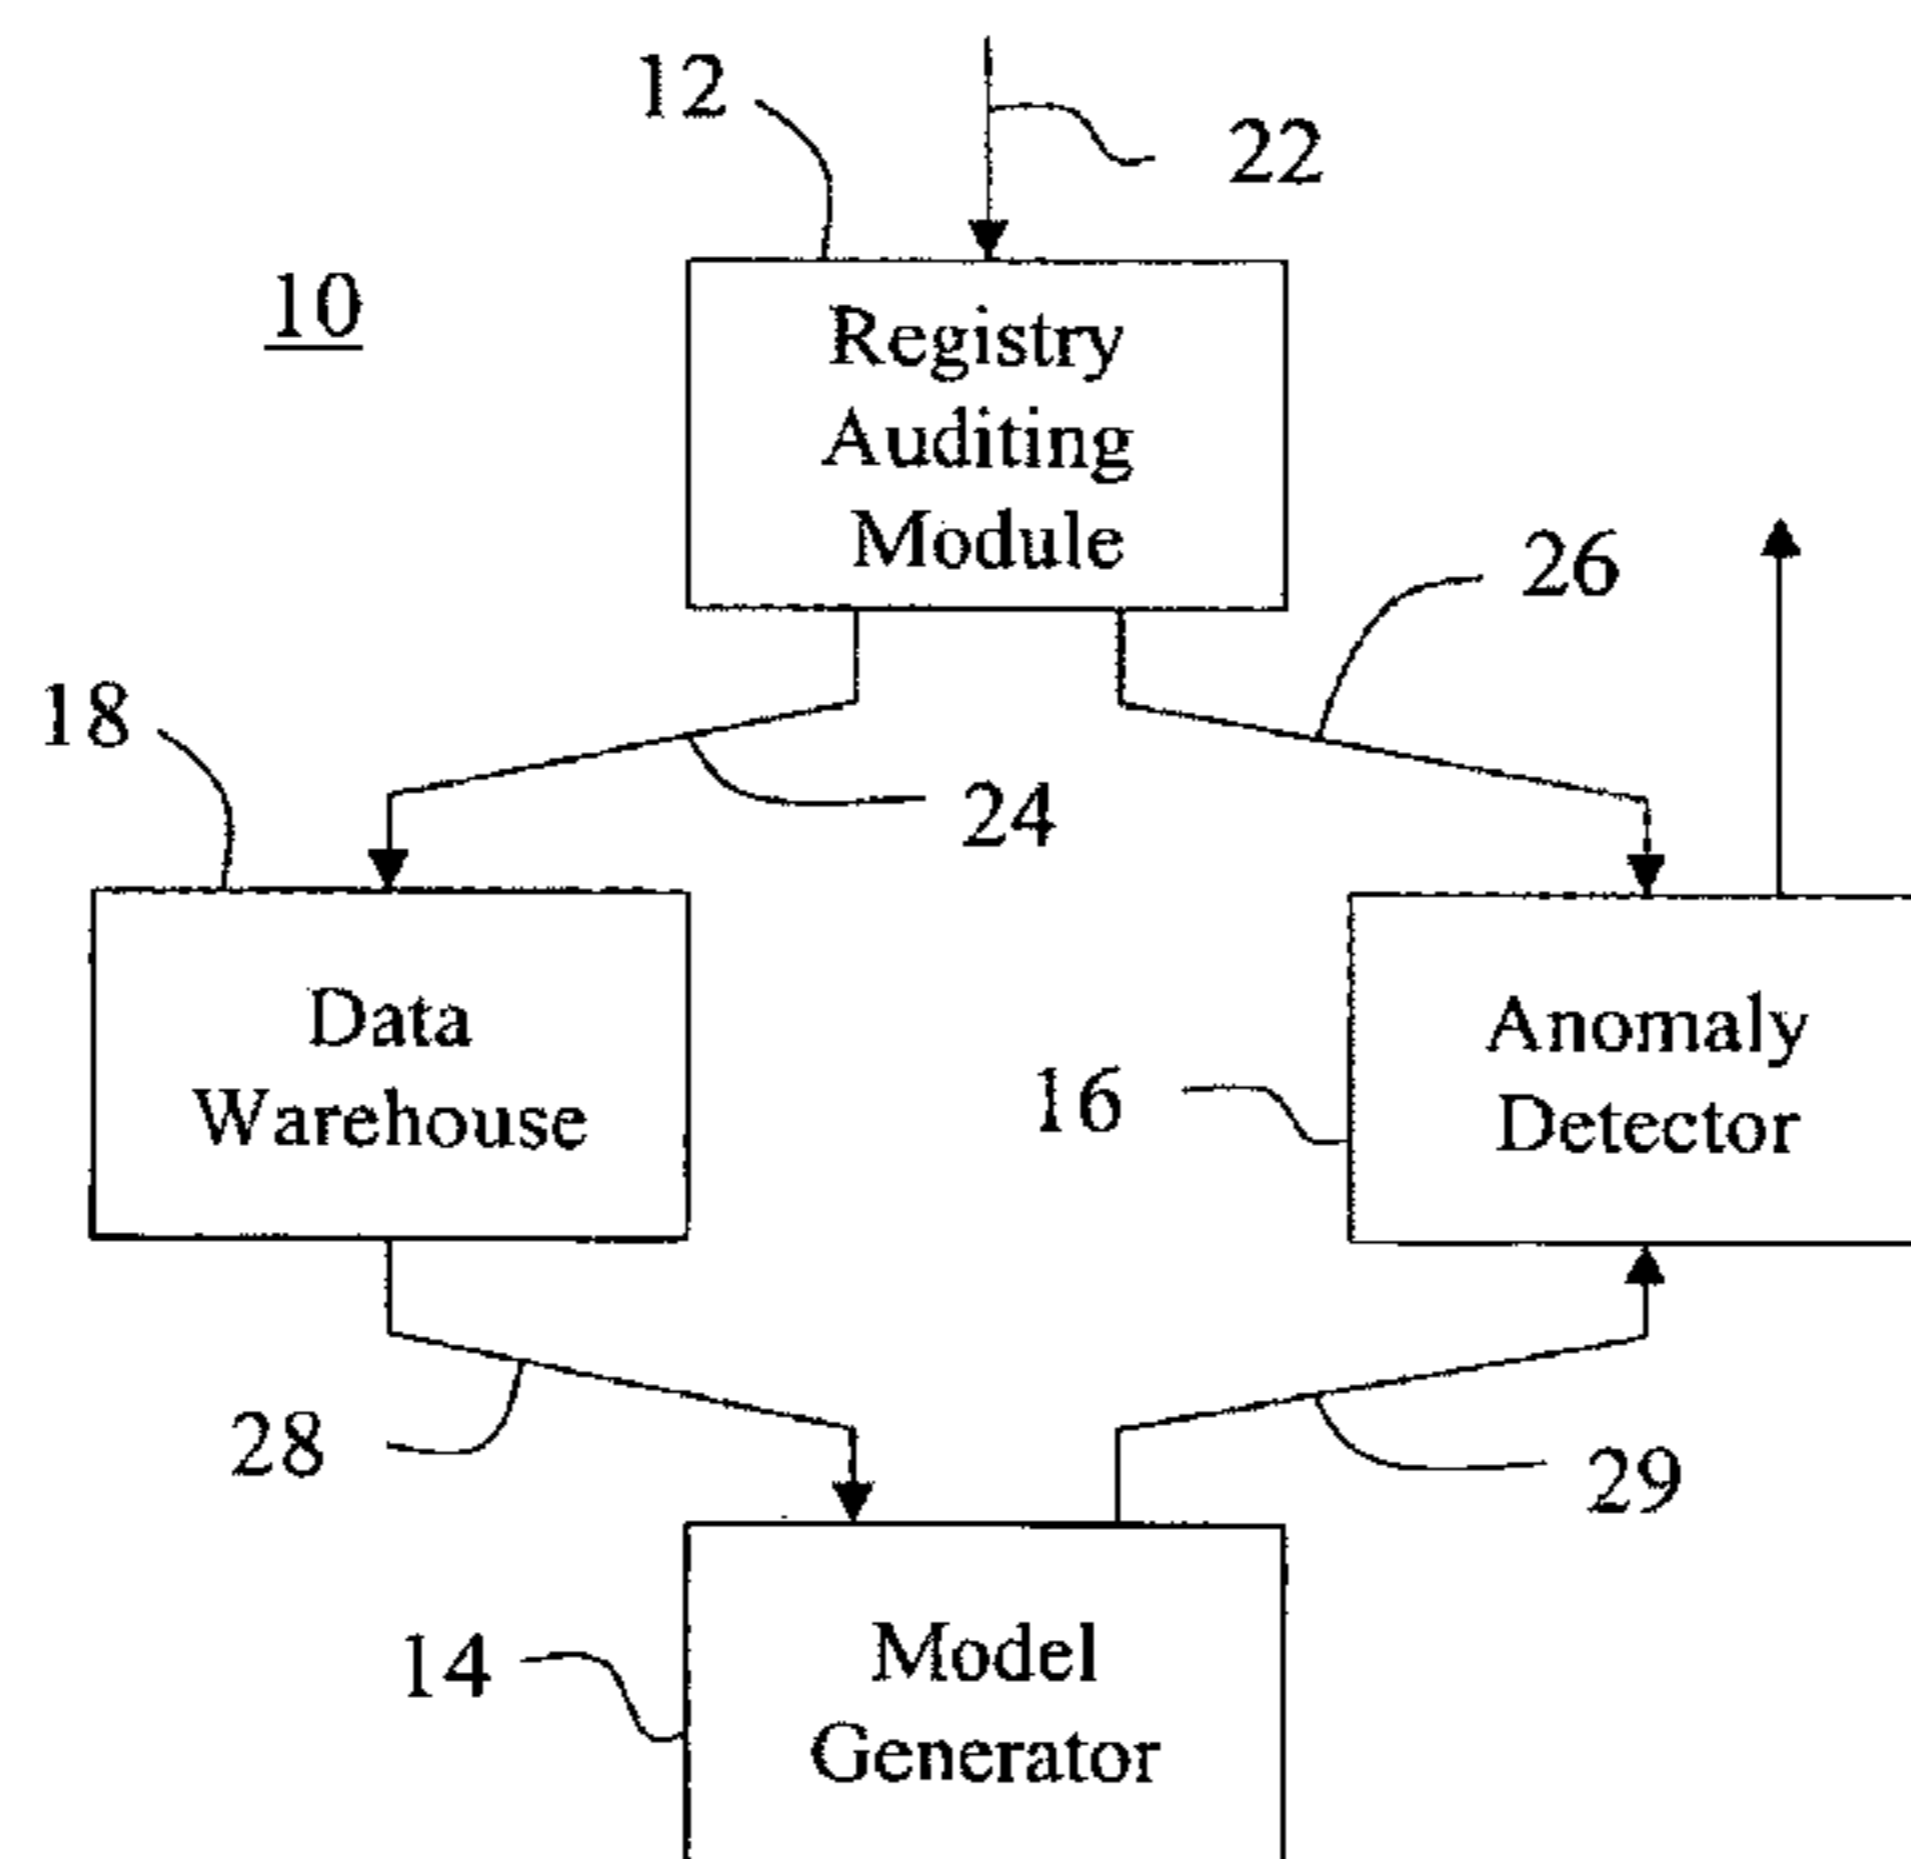 12
22
10
Registry
Auditing
Module
26
18
24
Data
Warehouse
Anomaly
Detector
16
28
29
14
Model
Generator